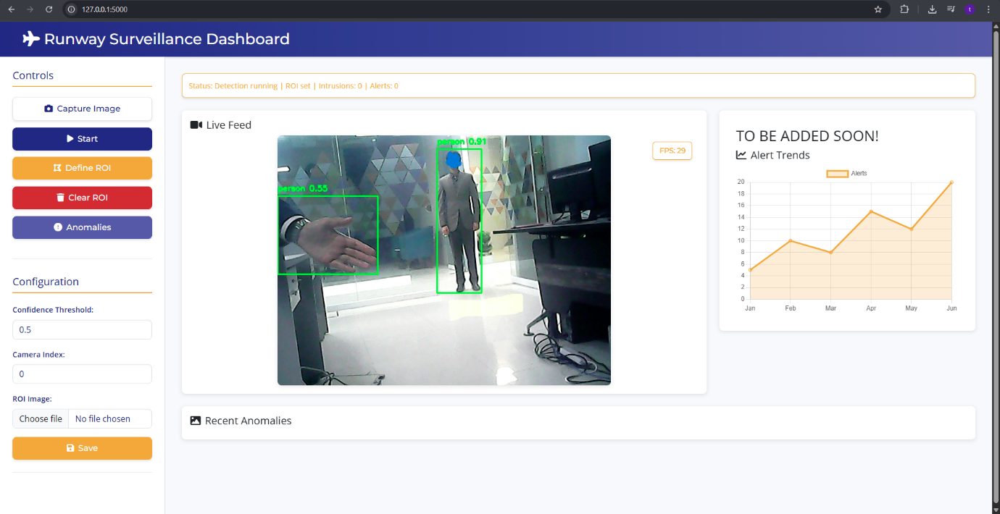 127.0.0.1:5000
t
Runway Surveillance Dashboard
Controls
Capture Image
Start
Define ROI
Clear ROI
Anomalies
Configuration
Confidence Threshold:
0.5
Camera Index:
0
ROI Image:
Choose file No file chosen
Save
Status: Detection running | ROI set | Intrusions: 0 | Alerts: 0
Live Feed
FPS: 29
person 0.91
person 0.55
TO BE ADDED SOON!
Alert Trends
Alerts
20
18
16
14
12
10
8
6
4
2
0
Jan Feb Mar Apr May Jun
Recent Anomalies